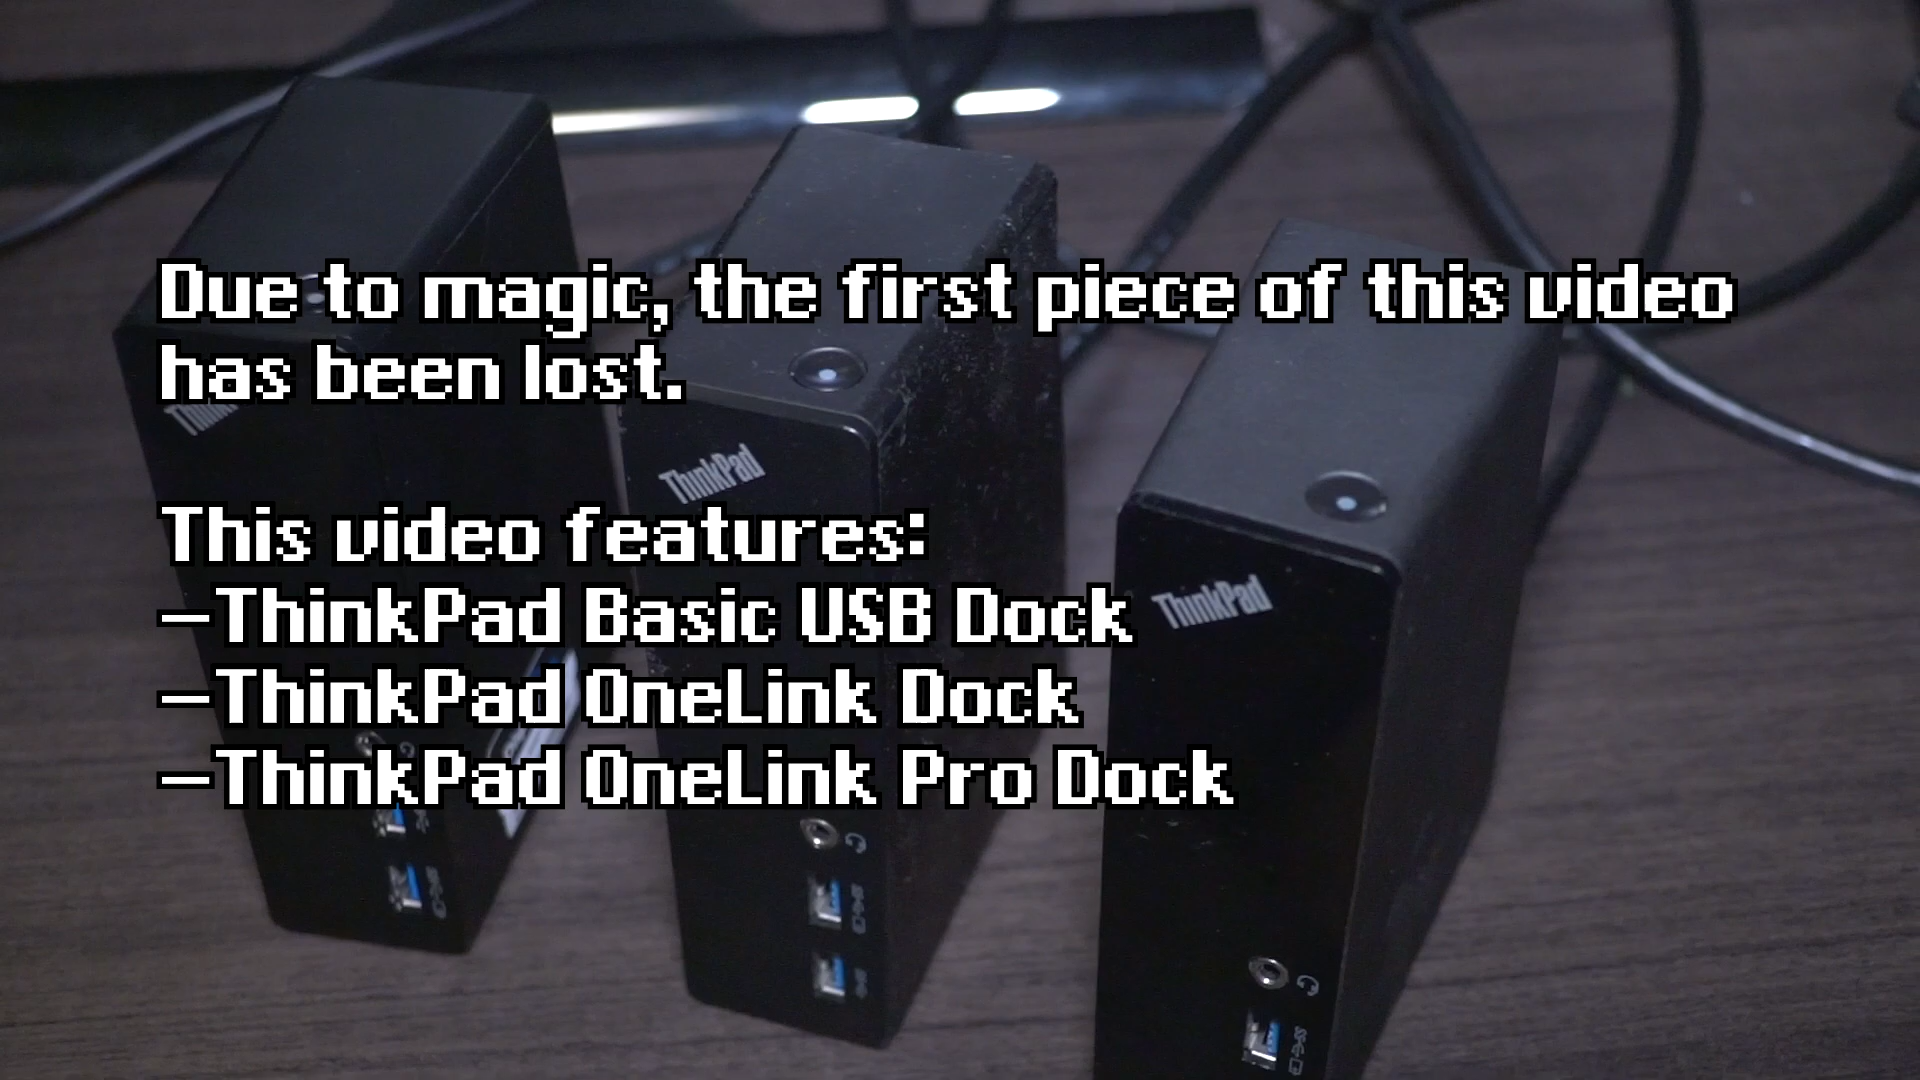 Due to magic, the first piece of this video
has been lost.
This video features:
-ThinkPad Basic USB Dock
-ThinkPad OneLink Dock
-ThinkPad OneLink Pro Dock
ThinkPad
ThinkPad